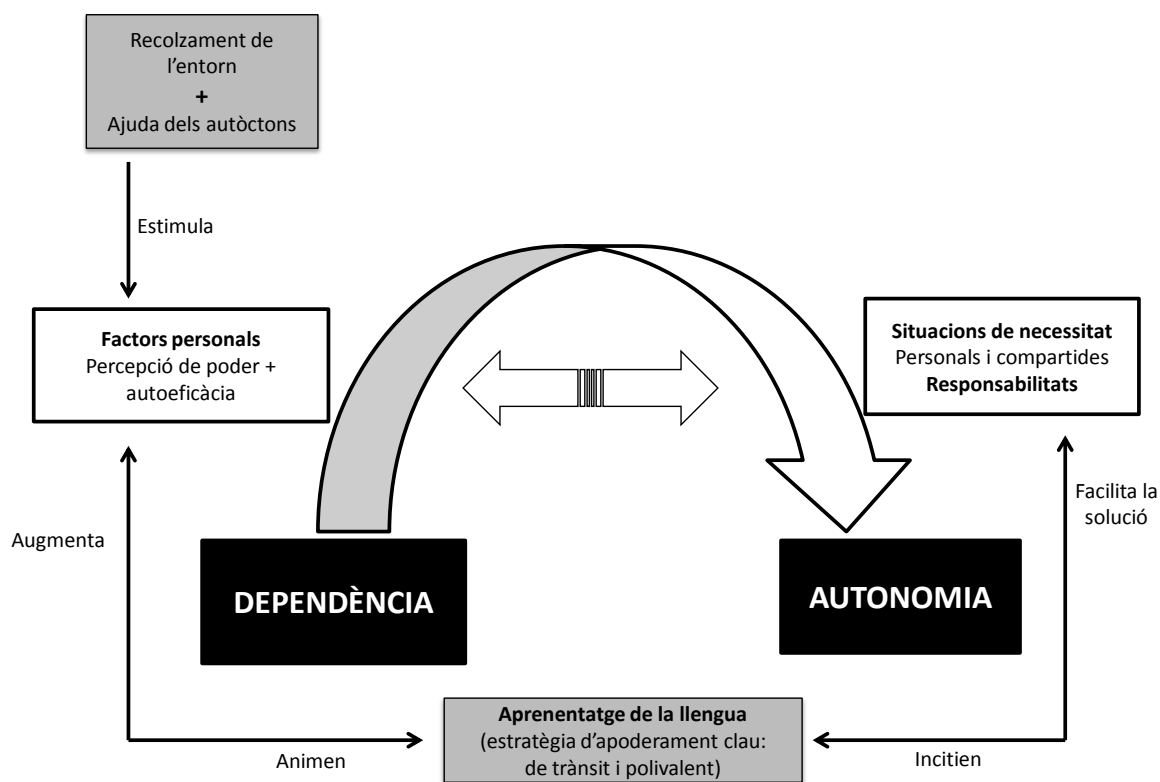 Recolzament de
l'entorn
+
Ajuda dels autòctons
Estimula
Factors personals
Percepció de poder +
autoeficàcia
Situacions de necessitat
Personals i compartides
Responsabilitats
Augmenta
Facilita la
solució
DEPENDÈNCIA
AUTONOMIA
Aprenentatge de la llengua
(estratègia d'apoderament clau:
de trànsit i polivalent)
Animen
Incitien